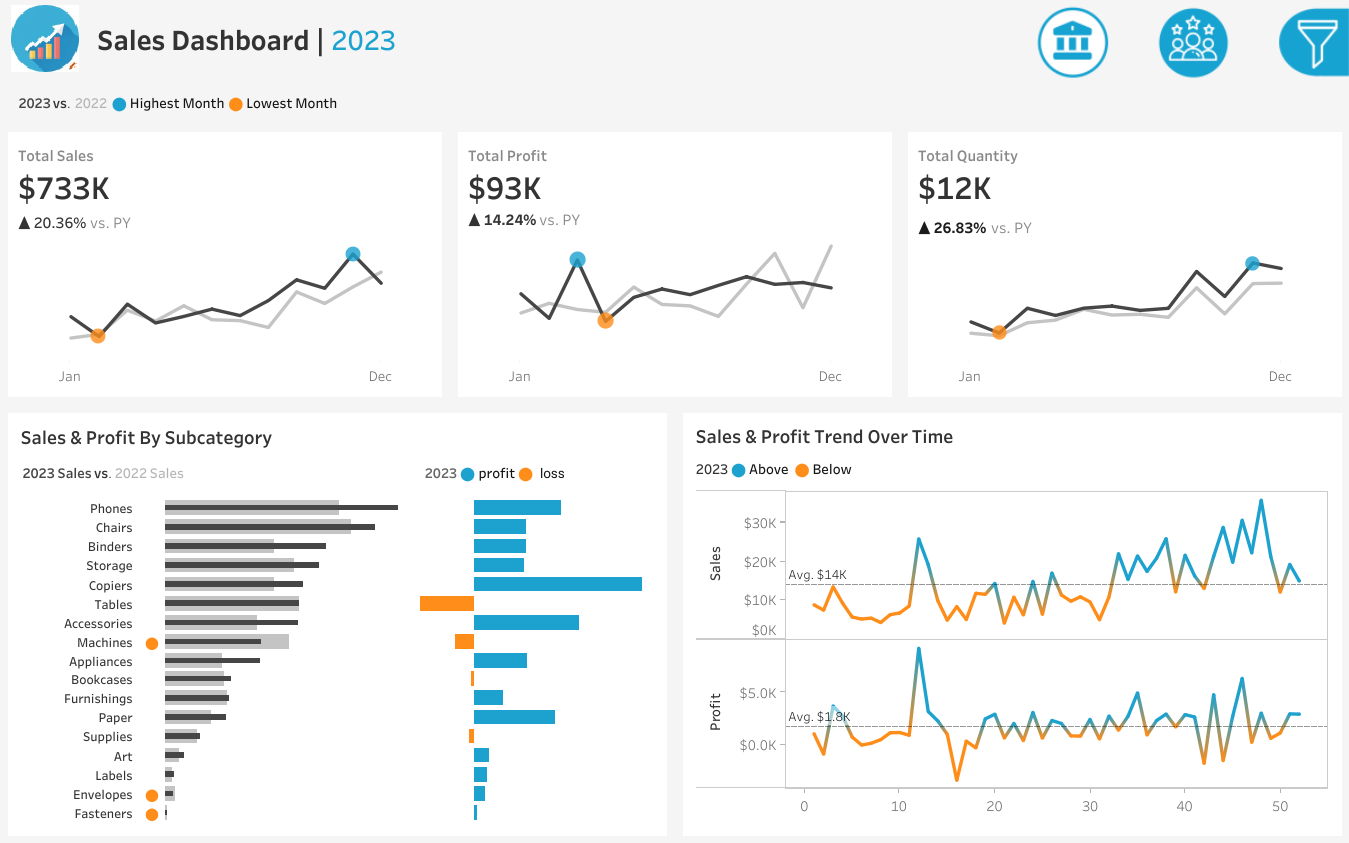 Sales Dashboard | 2023
2023 vs. 2022 Highest Month Lowest Month
Total Sales
$733K
▲ 20.36% vs. PY
Jan Dec
Total Profit
$93K
▲ 14.24% vs. PY
Jan Dec
Total Quantity
$12K
▲ 26.83% vs. PY
Jan Dec
Sales & Profit By Subcategory
2023 Sales vs. 2022 Sales
2023 profit loss
Phones
Chairs
Binders
Storage
Copiers
Tables
Accessories
Machines
Appliances
Bookcases
Furnishings
Paper
Supplies
Art
Labels
Envelopes
Fasteners
Sales & Profit Trend Over Time
2023 Above Below
Sales
$30K
$20K
$10K
$0K
Avg. $14K
Profit
$5.0K
$0.0K
Avg. $1.8K
0 10 20 30 40 50